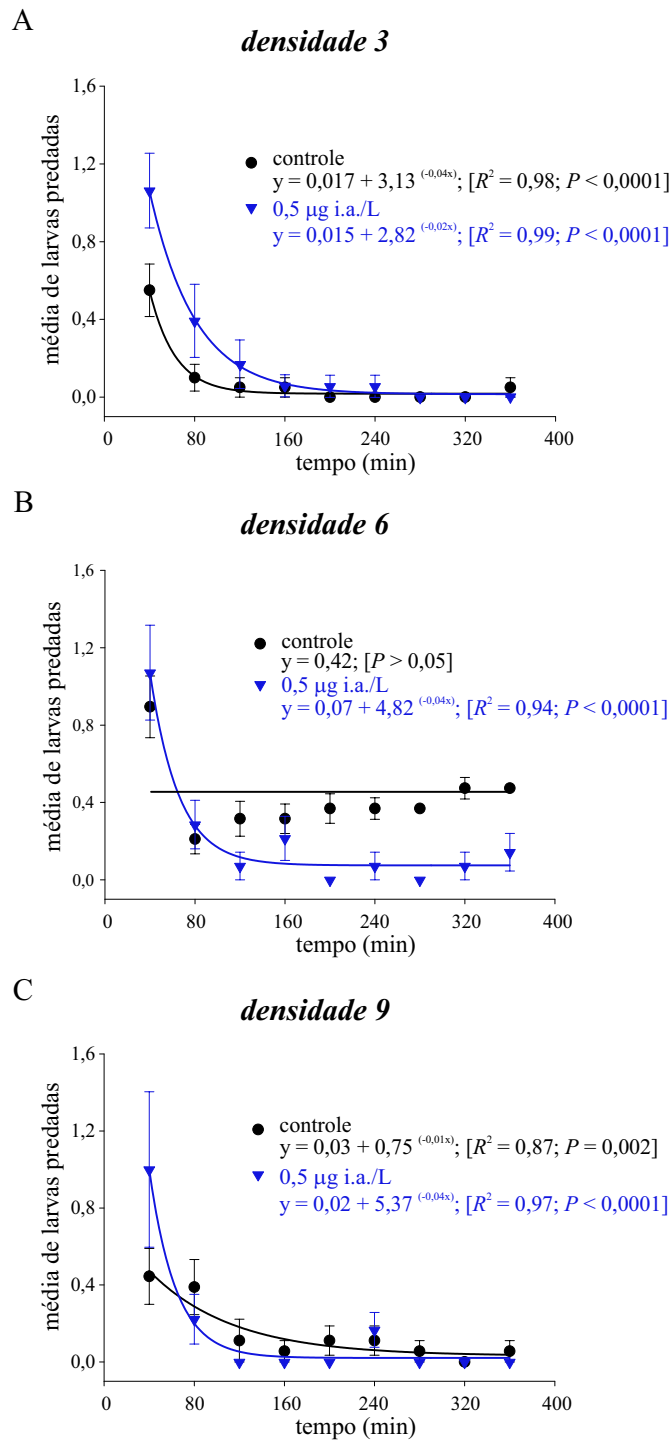 A
densidade 3
média de larvas predadas
1,6
1,2
0,8
0,4
0,0
controle
y = 0,017 + 3,13 (-0,04x); [R² = 0,98; P < 0,0001]
0,5 µg i.a./L
y = 0,015 + 2,82 (-0,02x); [R² = 0,99; P < 0,0001]
0 80 160 240 320 400
tempo (min)
B
densidade 6
média de larvas predadas
1,6
1,2
0,8
0,4
0,0
controle
y = 0,42; [P > 0,05]
0,5 µg i.a./L
y = 0,07 + 4,82 (-0,04x); [R² = 0,94; P < 0,0001]
0 80 160 240 320 400
tempo (min)
C
densidade 9
média de larvas predadas
1,6
1,2
0,8
0,4
0,0
controle
y = 0,03 + 0,75 (-0,01x); [R² = 0,87; P = 0,002]
0,5 µg i.a./L
y = 0,02 + 5,37 (-0,04x); [R² = 0,97; P < 0,0001]
0 80 160 240 320 400
tempo (min)